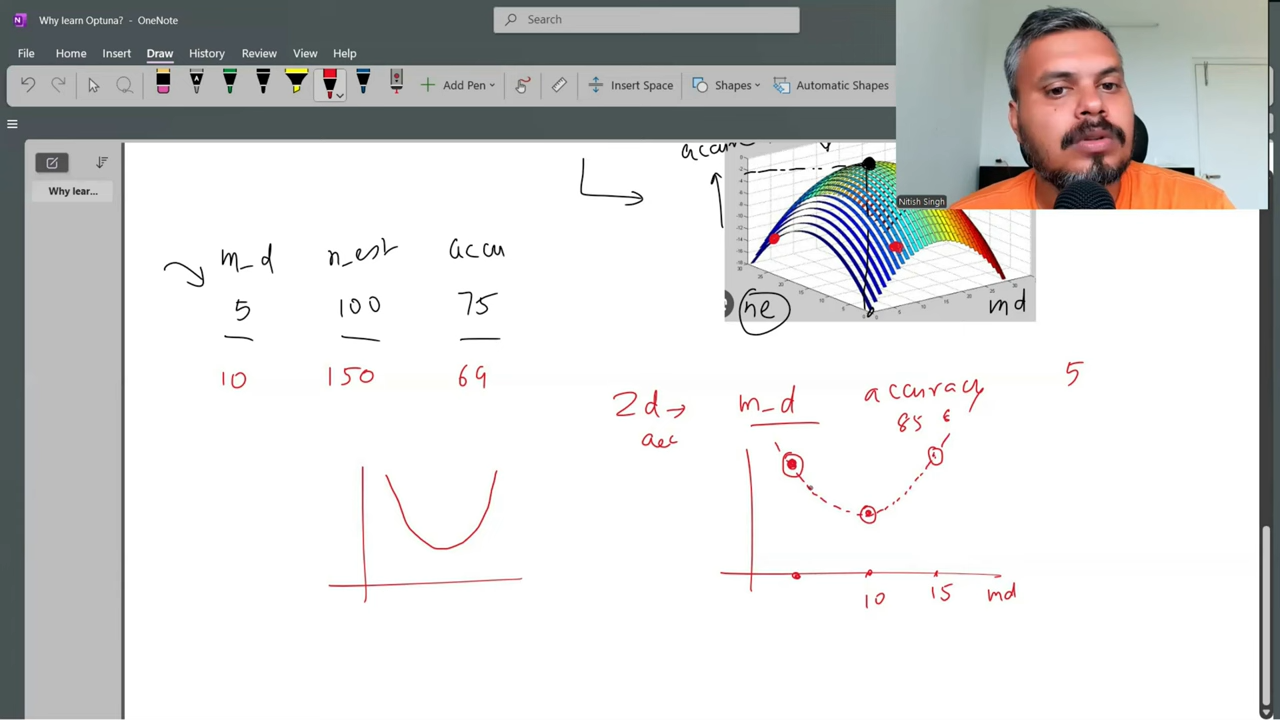 Why learn Optuna? - OneNote
Search
File Home Insert Draw History Review View Help
Add Pen Insert Space Shapes Automatic Shapes
Why lear...
Nitish Singh
m_d n_est accu
5 100 75
10 150 69
ne md
2d → m_d accuracy 5
acc 85
10 15 md